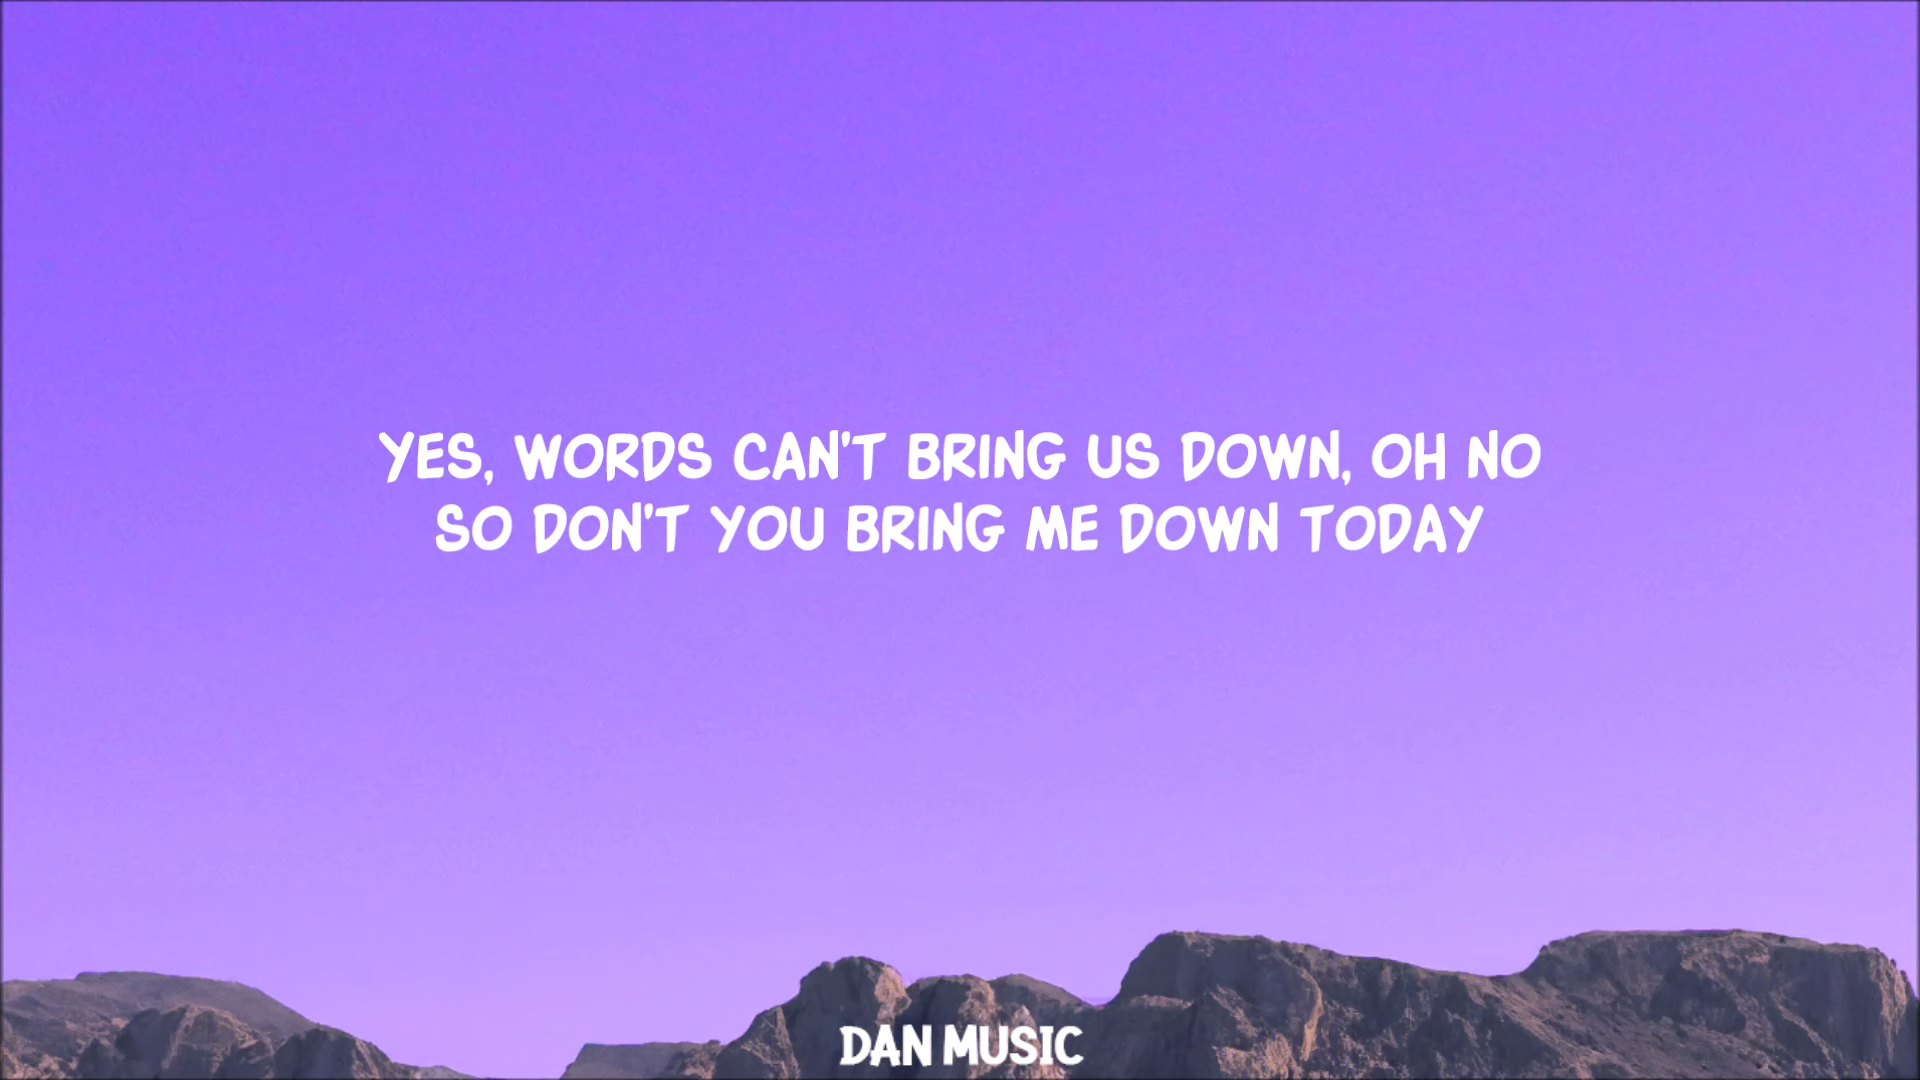 YES, WORDS CAN'T BRING US DOWN, OH NO
SO DON'T YOU BRING ME DOWN TODAY
DAN MUSIC